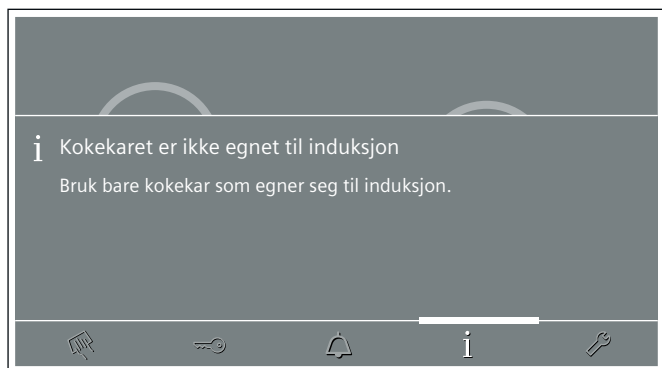 i Kokekaret er ikke egnet til induksjon
Bruk bare kokekar som egner seg til induksjon.
i